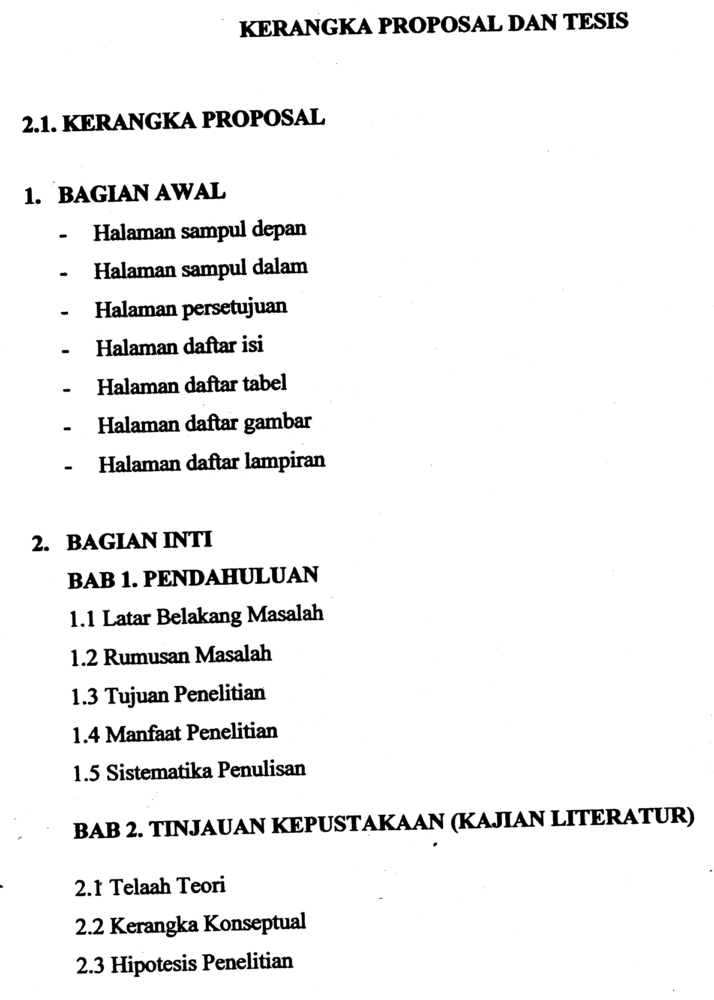 KERANGKA PROPOSAL DAN TESIS
2.1. KERANGKA PROPOSAL
1. BAGIAN AWAL
- Halaman sampul depan
- Halaman sampul dalam
- Halaman persetujuan
- Halaman daftar isi
- Halaman daftar tabel
- Halaman daftar gambar
- Halaman daftar lampiran
2. BAGIAN INTI
BAB 1. PENDAHULUAN
1.1 Latar Belakang Masalah
1.2 Rumusan Masalah
1.3 Tujuan Penelitian
1.4 Manfaat Penelitian
1.5 Sistematika Penulisan
BAB 2. TINJAUAN KEPUSTAKAAN (KAJIAN LITERATUR)
2.1 Telaah Teori
2.2 Kerangka Konseptual
2.3 Hipotesis Penelitian